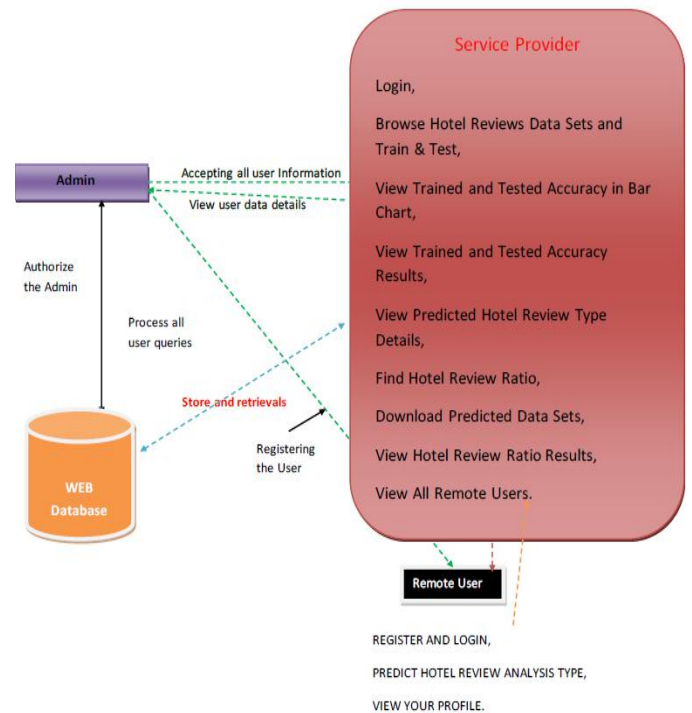 Service Provider
Login,
Browse Hotel Reviews Data Sets and
Train & Test,
View Trained and Tested Accuracy in Bar
Chart,
View Trained and Tested Accuracy
Results,
View Predicted Hotel Review Type
Details,
Find Hotel Review Ratio,
Download Predicted Data Sets,
View Hotel Review Ratio Results,
View All Remote Users.
Admin
Accepting all user Information
View user data details
Authorize
the Admin
Process all
user queries
Store and retrievals
Registering
the User
WEB
Database
Remote User
REGISTER AND LOGIN,
PREDICT HOTEL REVIEW ANALYSIS TYPE,
VIEW YOUR PROFILE.